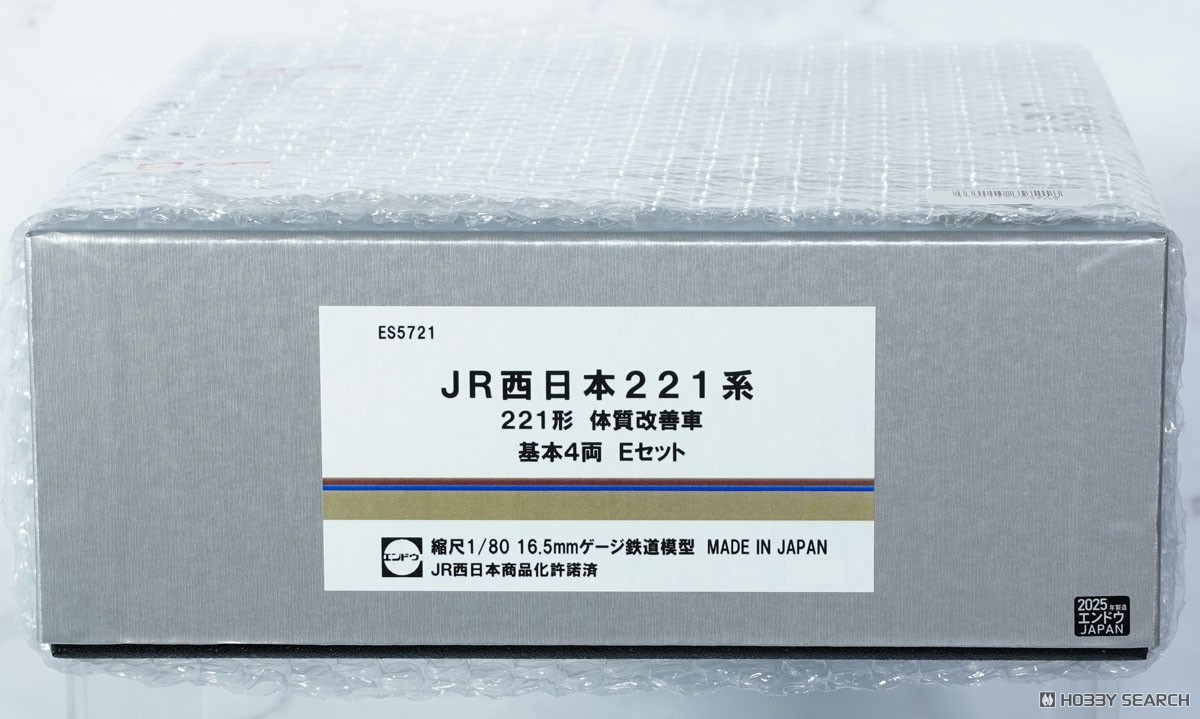 ES5721
JR西日本221系
221形 体質改善車
基本4両 Eセット
エンドウ
縮尺1/80 16.5mmゲージ鉄道模型 MADE IN JAPAN
JR西日本商品化許諾済
2025年製造
エンドウ
JAPAN
HOBBY SEARCH